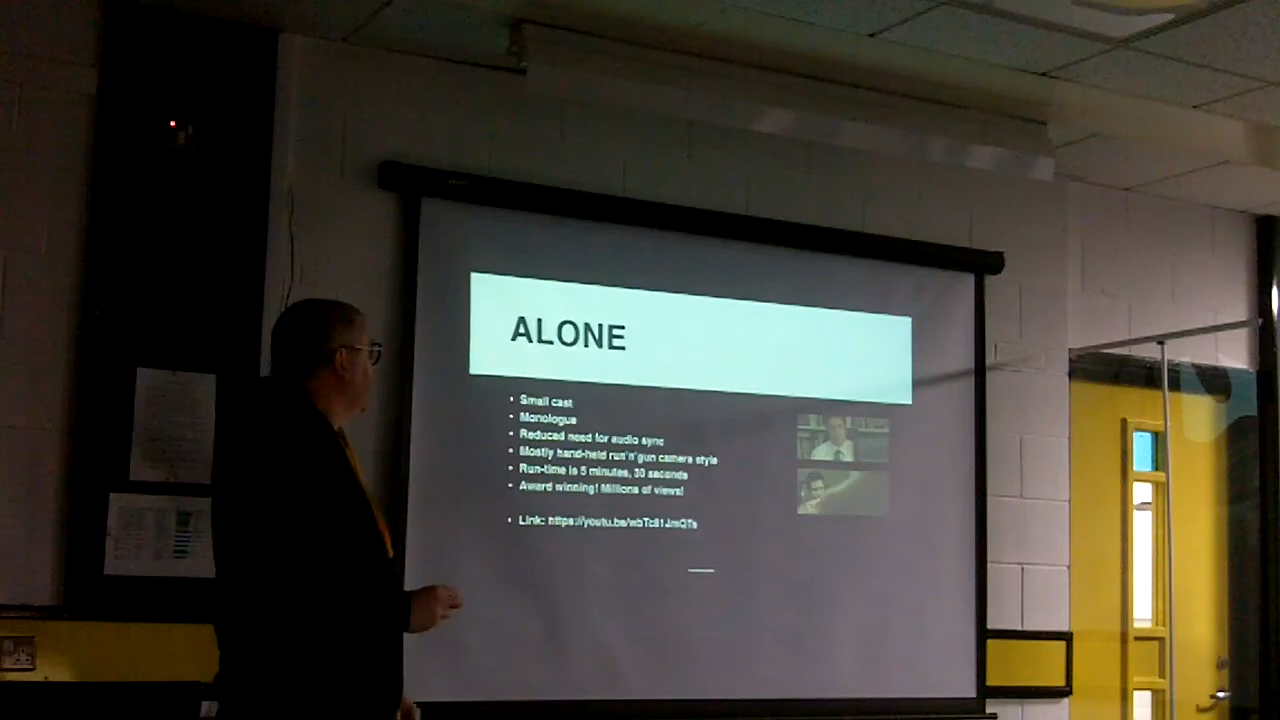 ALONE
• Small cast
• Monologue
• Reduced need for audio sync
• Mostly hand-held run'n'gun camera style
• Run-time is 5 minutes, 30 seconds
• Award winning! Millions of views!
• Link: